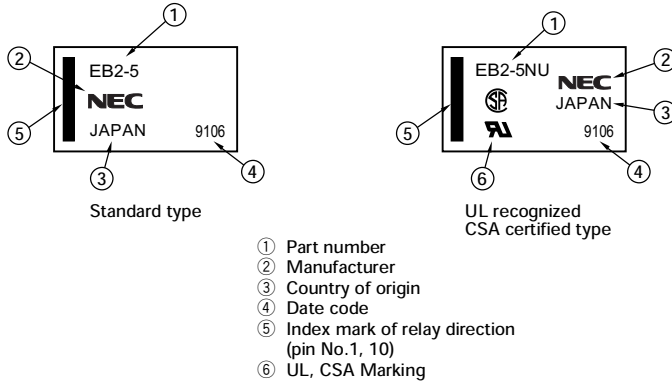 ①
②
EB2-5
NEC
⑤
JAPAN
9106
③
④
Standard type
①
EB2-5NU
②
NEC
JAPAN
③
⑤
9106
⑥
④
UL recognized
CSA certified type
① Part number
② Manufacturer
③ Country of origin
④ Date code
⑤ Index mark of relay direction
(pin No.1, 10)
⑥ UL, CSA Marking